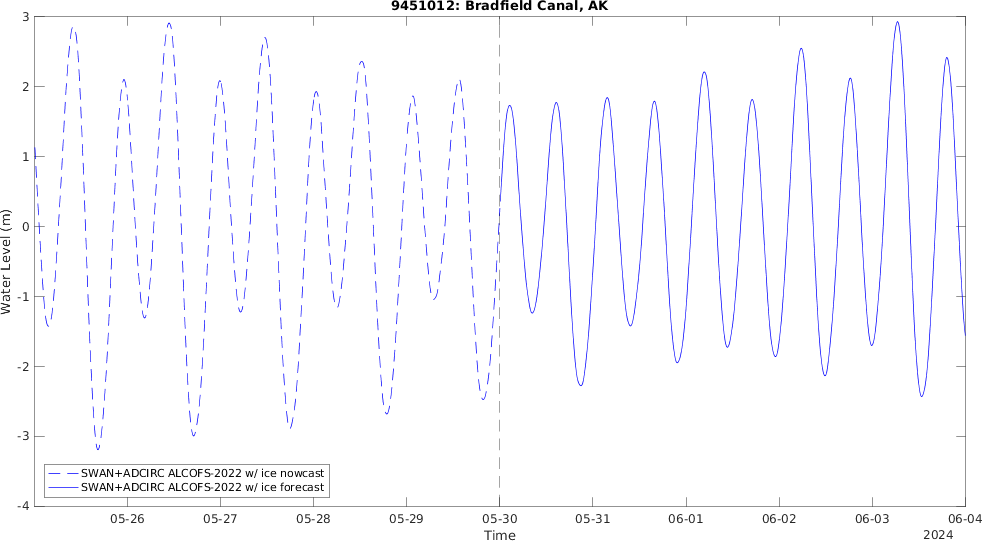 9451012: Bradfield Canal, AK
3
2
1
0
-1
-2
-3
-4
Water Level (m)
SWAN+ADCIRC ALCOFS-2022 w/ ice nowcast
SWAN+ADCIRC ALCOFS-2022 w/ ice forecast
05-26 05-27 05-28 05-29 05-30 05-31 06-01 06-02 06-03 06-04
Time
2024